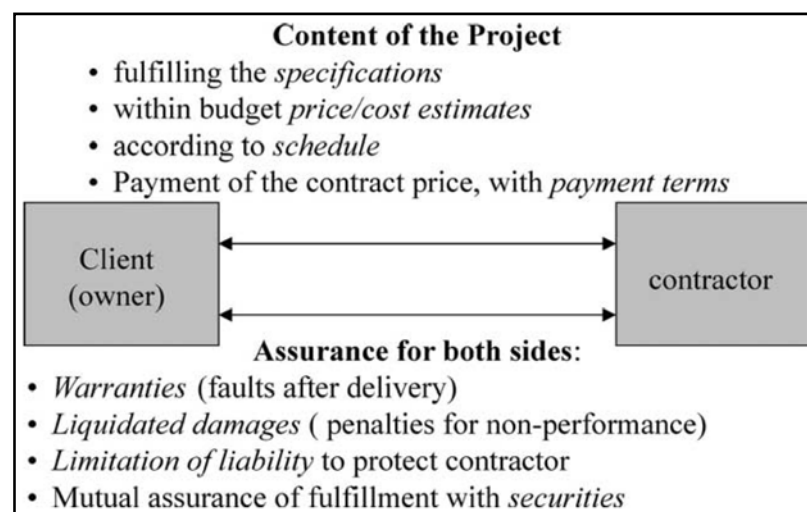 Content of the Project
• fulfilling the specifications
• within budget price/cost estimates
• according to schedule
• Payment of the contract price, with payment terms
Client
(owner)
contractor
Assurance for both sides:
• Warranties (faults after delivery)
• Liquidated damages ( penalties for non-performance)
• Limitation of liability to protect contractor
• Mutual assurance of fulfillment with securities